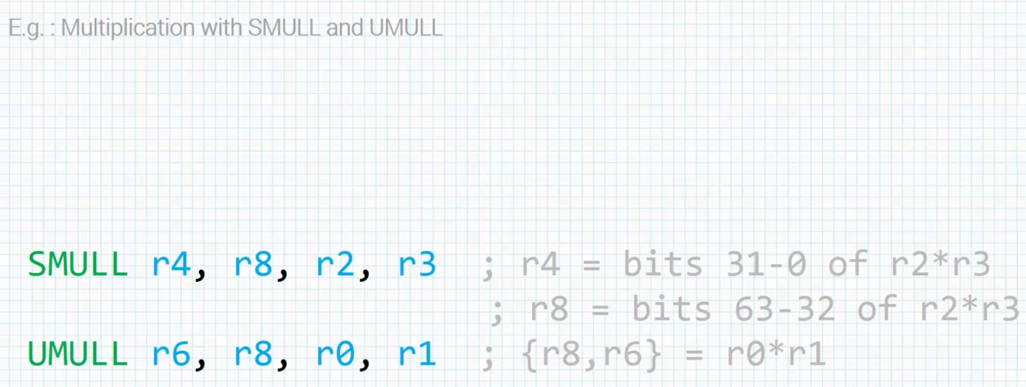 E.g. : Multiplication with SMULL and UMULL
SMULL r4, r8, r2, r3 ; r4 = bits 31-0 of r2*r3
; r8 = bits 63-32 of r2*r3
UMULL r6, r8, r0, r1 ; {r8,r6} = r0*r1